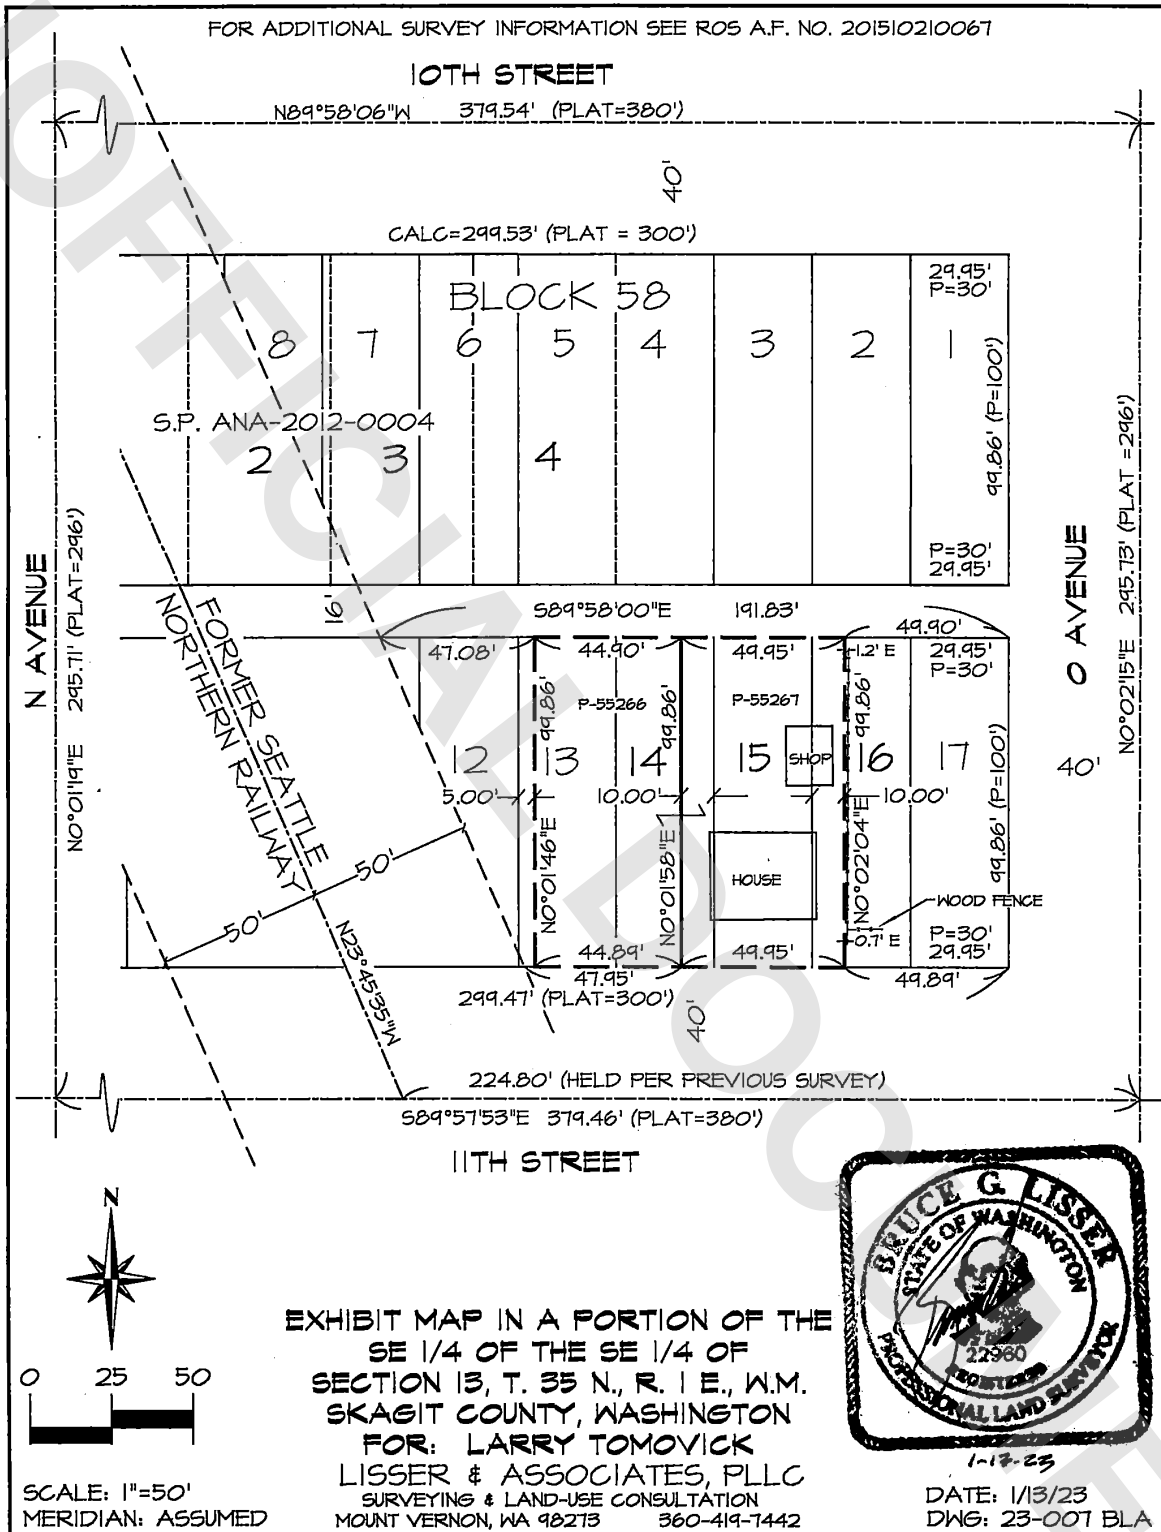 FOR ADDITIONAL SURVEY INFORMATION SEE ROS A.F. NO. 201510210067
10TH STREET
N89°58'06"W 379.54' (PLAT=380')
40'
CALC=299.53' (PLAT = 300')
BLOCK 58
29.95'
P=30'
8 7 6 5 4 3 2 1
99.86' (P=100')
S.P. ANA-2012-0004
2 3 4
P=30'
29.95'
N AVENUE
N0°01'19"E 295.71' (PLAT=296')
O AVENUE
N0°02'15"E 295.73' (PLAT =296')
16'
S89°58'00"E 191.83'
49.90'
47.08' 44.90' 49.95' 29.95'
P=30'
1.2' E
FORMER SEATTLE
NORTHERN RAILWAY
P-55266 P-55267
99.86' 99.86' 99.86'
12 13 14 15 SHOP 16 17
40'
5.00' 10.00' 10.00'
N0°01'46"E N0°01'58"E N0°02'04"E
99.86' (P=100')
50'
50'
HOUSE
WOOD FENCE
N23°45'35"W
0.7' E
P=30'
29.95'
44.89' 49.95'
47.95' 49.89'
299.47' (PLAT=300')
40'
224.80' (HELD PER PREVIOUS SURVEY)
S89°57'53"E 379.46' (PLAT=380')
11TH STREET
N
BRUCE G. LISSER
STATE OF WASHINGTON
22960
REGISTERED
PROFESSIONAL LAND SURVEYOR
1-17-23
EXHIBIT MAP IN A PORTION OF THE
SE 1/4 OF THE SE 1/4 OF
SECTION 13, T. 35 N., R. 1 E., W.M.
SKAGIT COUNTY, WASHINGTON
FOR: LARRY TOMOVICK
LISSER & ASSOCIATES, PLLC
SURVEYING & LAND-USE CONSULTATION
MOUNT VERNON, WA 98273 360-419-7442
0 25 50
SCALE: 1"=50'
MERIDIAN: ASSUMED
DATE: 1/13/23
DWG: 23-007 BLA